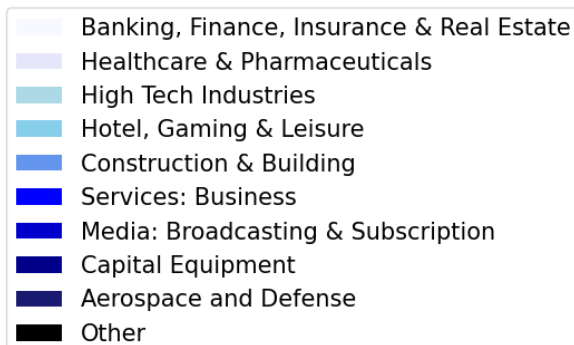 Banking, Finance, Insurance & Real Estate
Healthcare & Pharmaceuticals
High Tech Industries
Hotel, Gaming & Leisure
Construction & Building
Services: Business
Media: Broadcasting & Subscription
Capital Equipment
Aerospace and Defense
Other